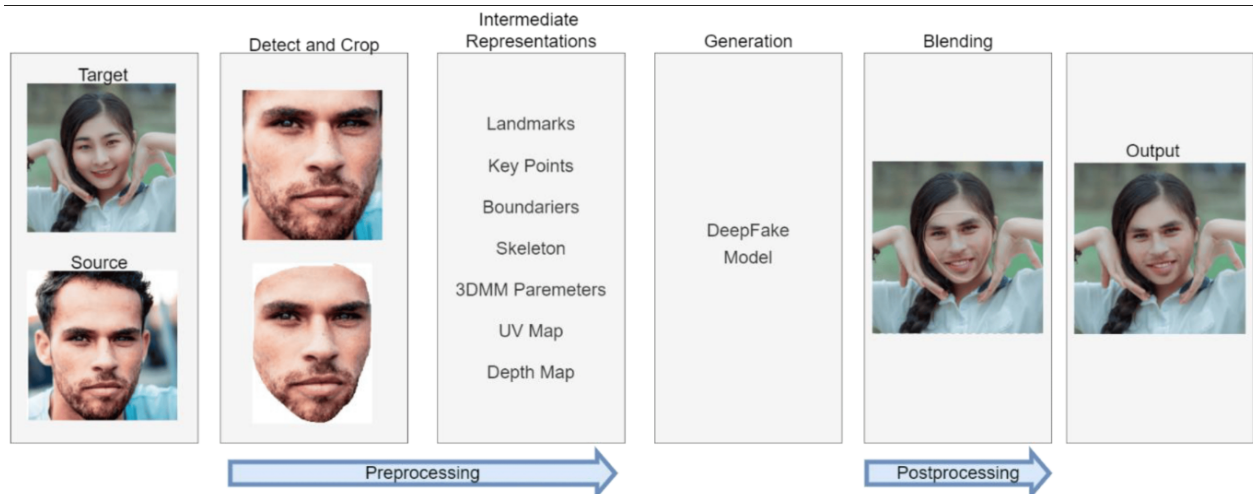 Target
Source
Detect and Crop
Intermediate
Representations
Landmarks
Key Points
Boundariers
Skeleton
3DMM Paremeters
UV Map
Depth Map
Generation
DeepFake
Model
Blending
Output
Preprocessing
Postprocessing